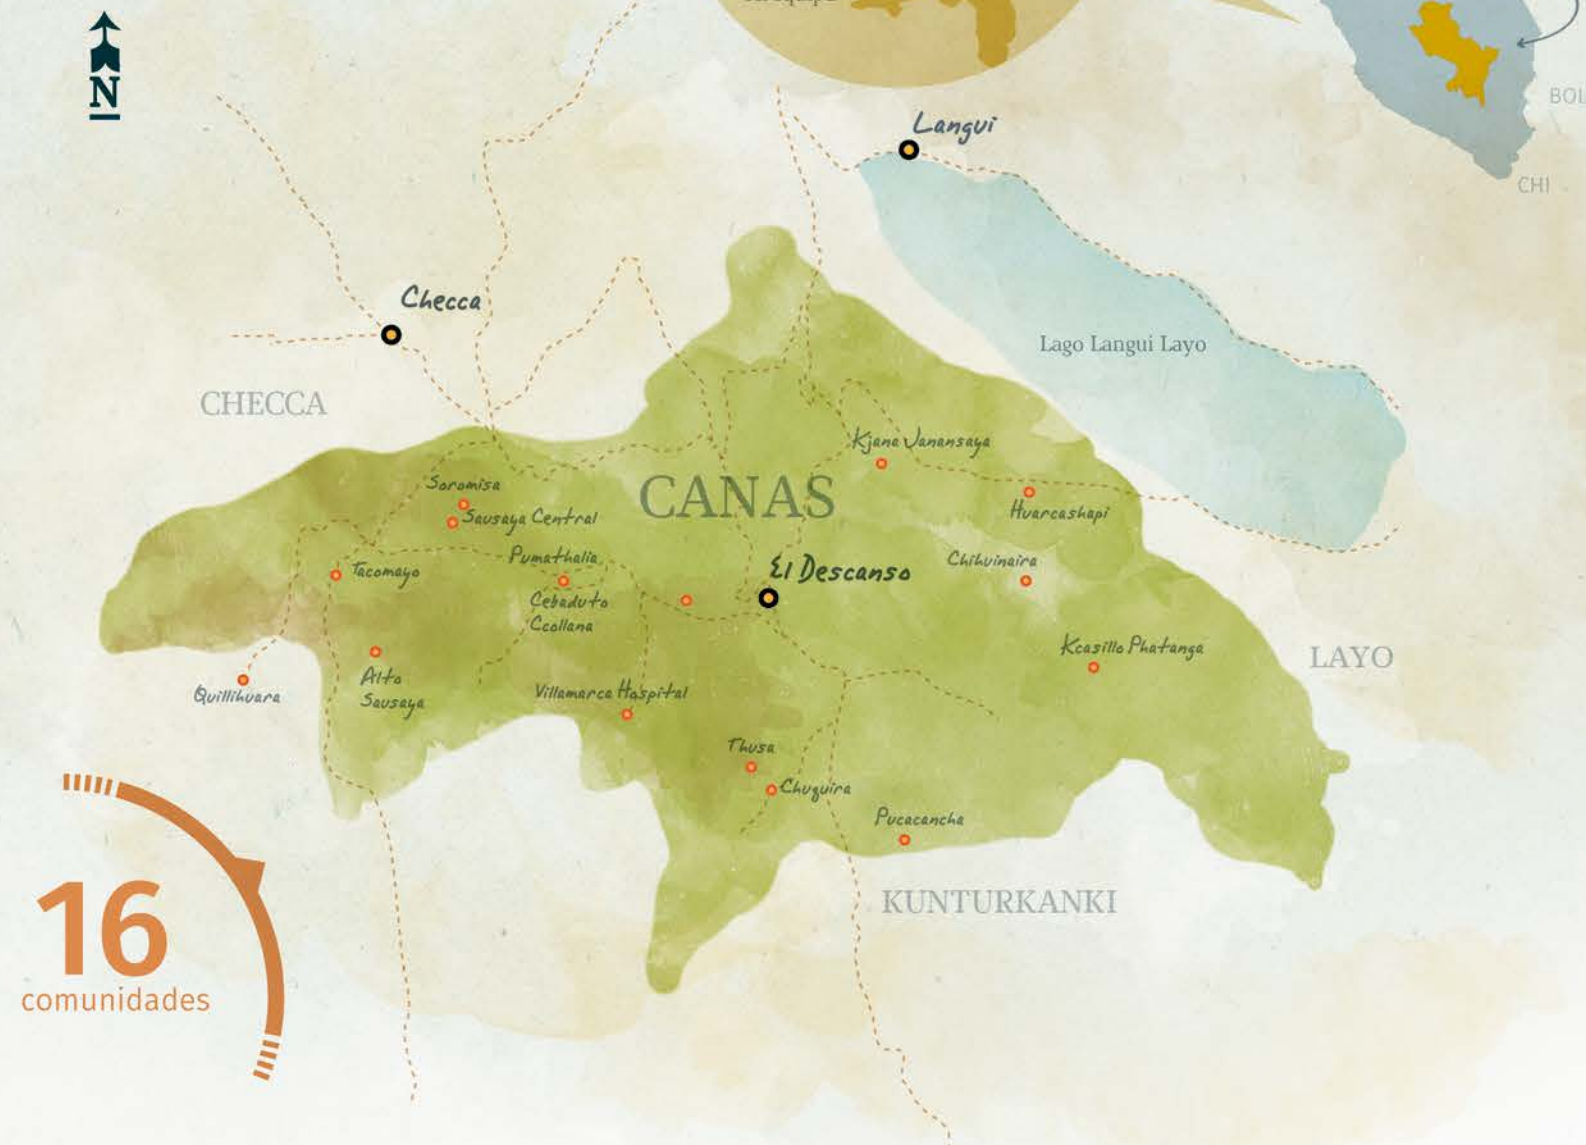 N
Langui
BOL
CHI
Checca
Lago Langui Layo
CHECCA
Kjana Janansaya
Soromisa
CANAS
Sausaya Central
Huarcashapi
Pumathalia
Tacomayo
El Descanso
Chihuinaira
Cebaduto
Ccollana
Kcasillo Phatanga
LAYO
Alto
Sausaya
Quillihuara
Villamarca Hospital
Thusa
Chuquira
Pucacancha
KUNTURKANKI
16
comunidades